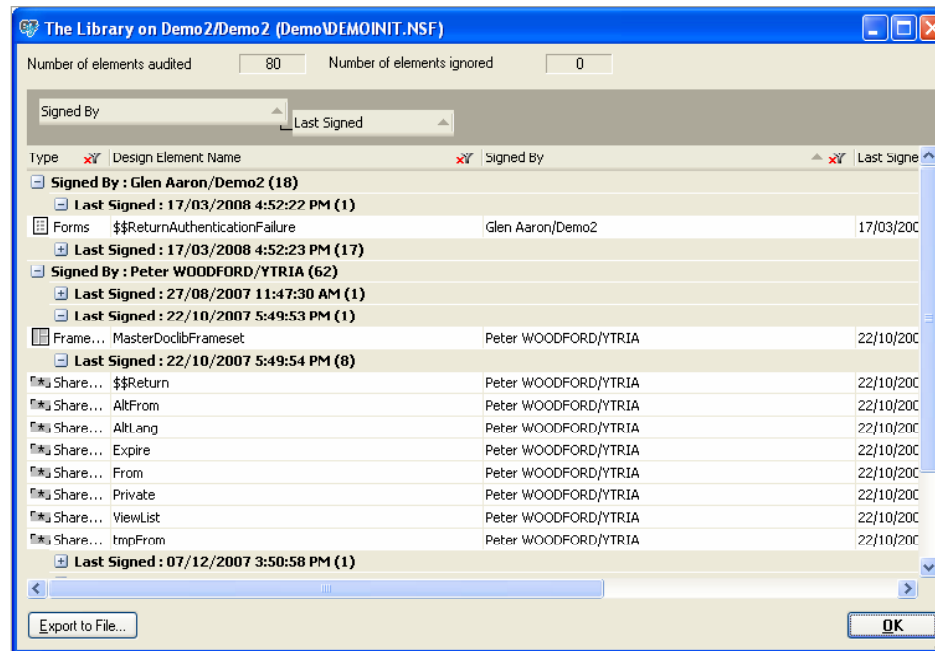 The Library on Demo2/Demo2 (Demo\DEMOINIT.NSF)
Number of elements audited 80 Number of elements ignored 0
Signed By
Last Signed
Type Design Element Name Signed By Last Signe
Signed By : Glen Aaron/Demo2 (18)
Last Signed : 17/03/2008 4:52:22 PM (1)
Forms $$ReturnAuthenticationFailure Glen Aaron/Demo2 17/03/200
Last Signed : 17/03/2008 4:52:23 PM (17)
Signed By : Peter WOODFORD/YTRIA (62)
Last Signed : 27/08/2007 11:47:30 AM (1)
Last Signed : 22/10/2007 5:49:53 PM (1)
Frame... MasterDoclibFrameset Peter WOODFORD/YTRIA 22/10/200
Last Signed : 22/10/2007 5:49:54 PM (8)
Share... $$Return Peter WOODFORD/YTRIA 22/10/200
Share... AltFrom Peter WOODFORD/YTRIA 22/10/200
Share... AltLang Peter WOODFORD/YTRIA 22/10/200
Share... Expire Peter WOODFORD/YTRIA 22/10/200
Share... From Peter WOODFORD/YTRIA 22/10/200
Share... Private Peter WOODFORD/YTRIA 22/10/200
Share... ViewList Peter WOODFORD/YTRIA 22/10/200
Share... tmpFrom Peter WOODFORD/YTRIA 22/10/200
Last Signed : 07/12/2007 3:50:58 PM (1)
Export to File... OK